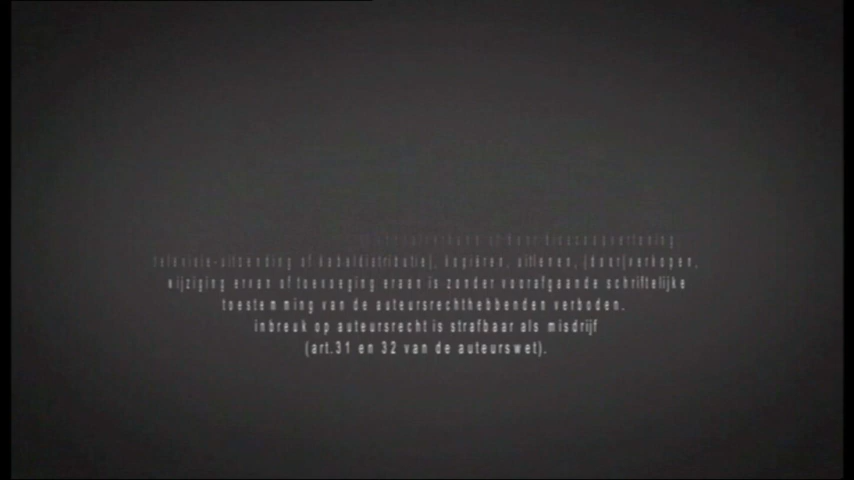 televisie-uitzending of kabeldistributie), kopiëren, uitlenen, (door)verkopen,
wijziging ervan of toevoeging eraan is zonder voorafgaande schriftelijke
toestemming van de auteursrechthebbenden verboden.
inbreuk op auteursrecht is strafbaar als misdrijf
(art.31 en 32 van de auteurswet).